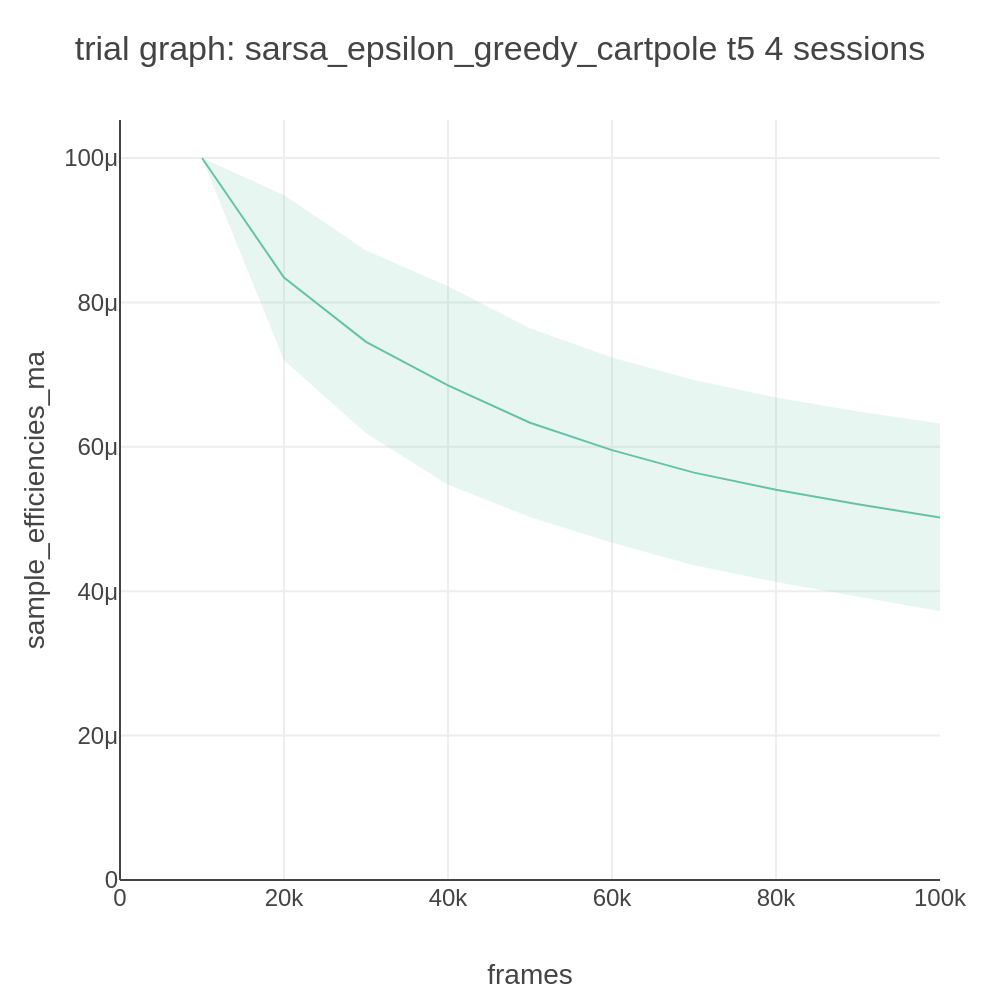 trial graph: sarsa_epsilon_greedy_cartpole t5 4 sessions
100μ
80μ
60μ
40μ
20μ
0
sample_efficiencies_ma
0 20k 40k 60k 80k 100k
frames